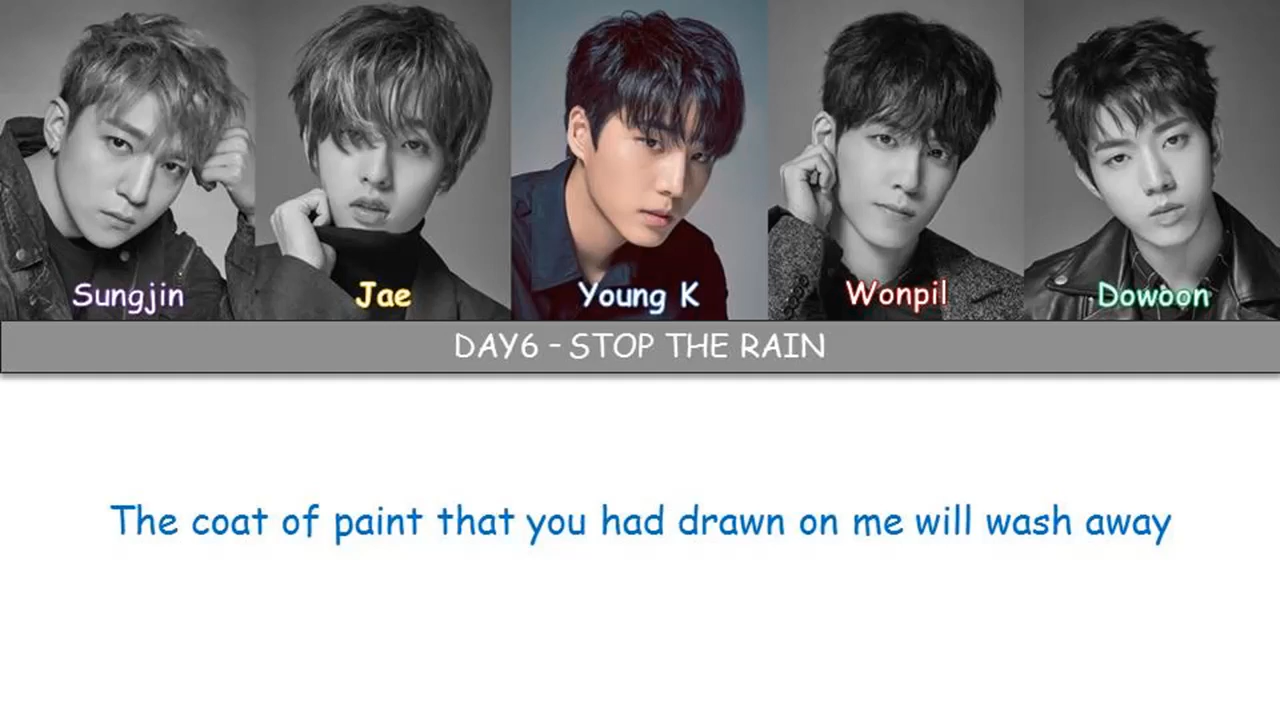 Sungjin Jae Young K Wonpil Dowoon
DAY6 - STOP THE RAIN
The coat of paint that you had drawn on me will wash away